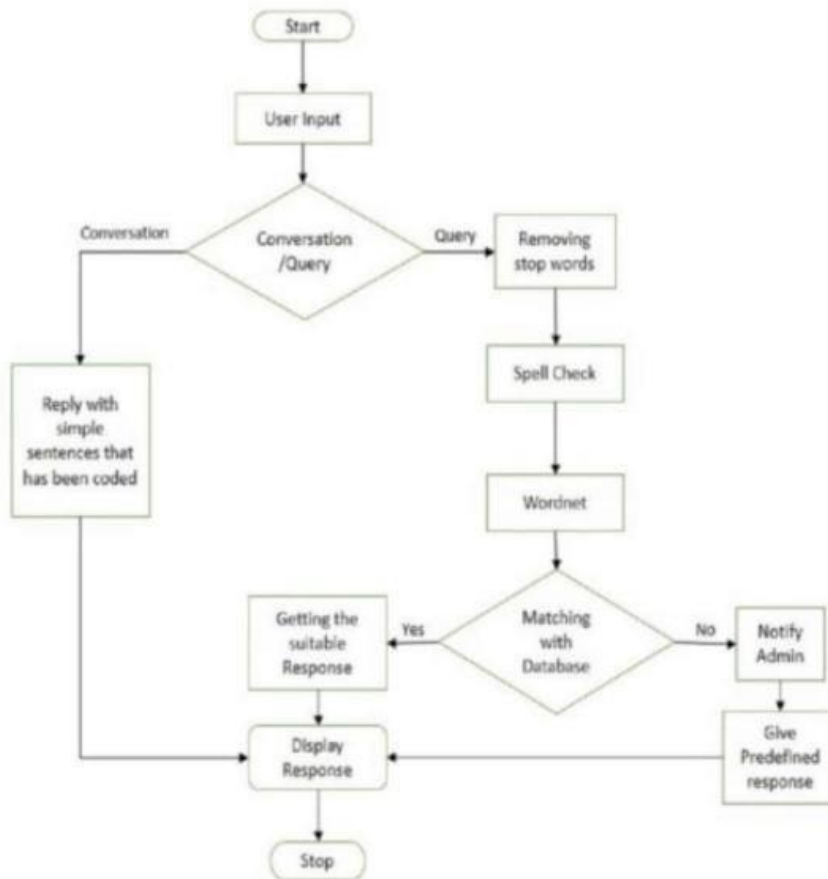 Start
User Input
Conversation
Conversation
/Query
Query
Removing
stop words
Spell Check
Reply with
simple
sentences that
has been coded
Wordnet
Getting the
suitable
Response
Yes
Matching
with
Database
No
Notify
Admin
Display
Response
Give
Predefined
response
Stop